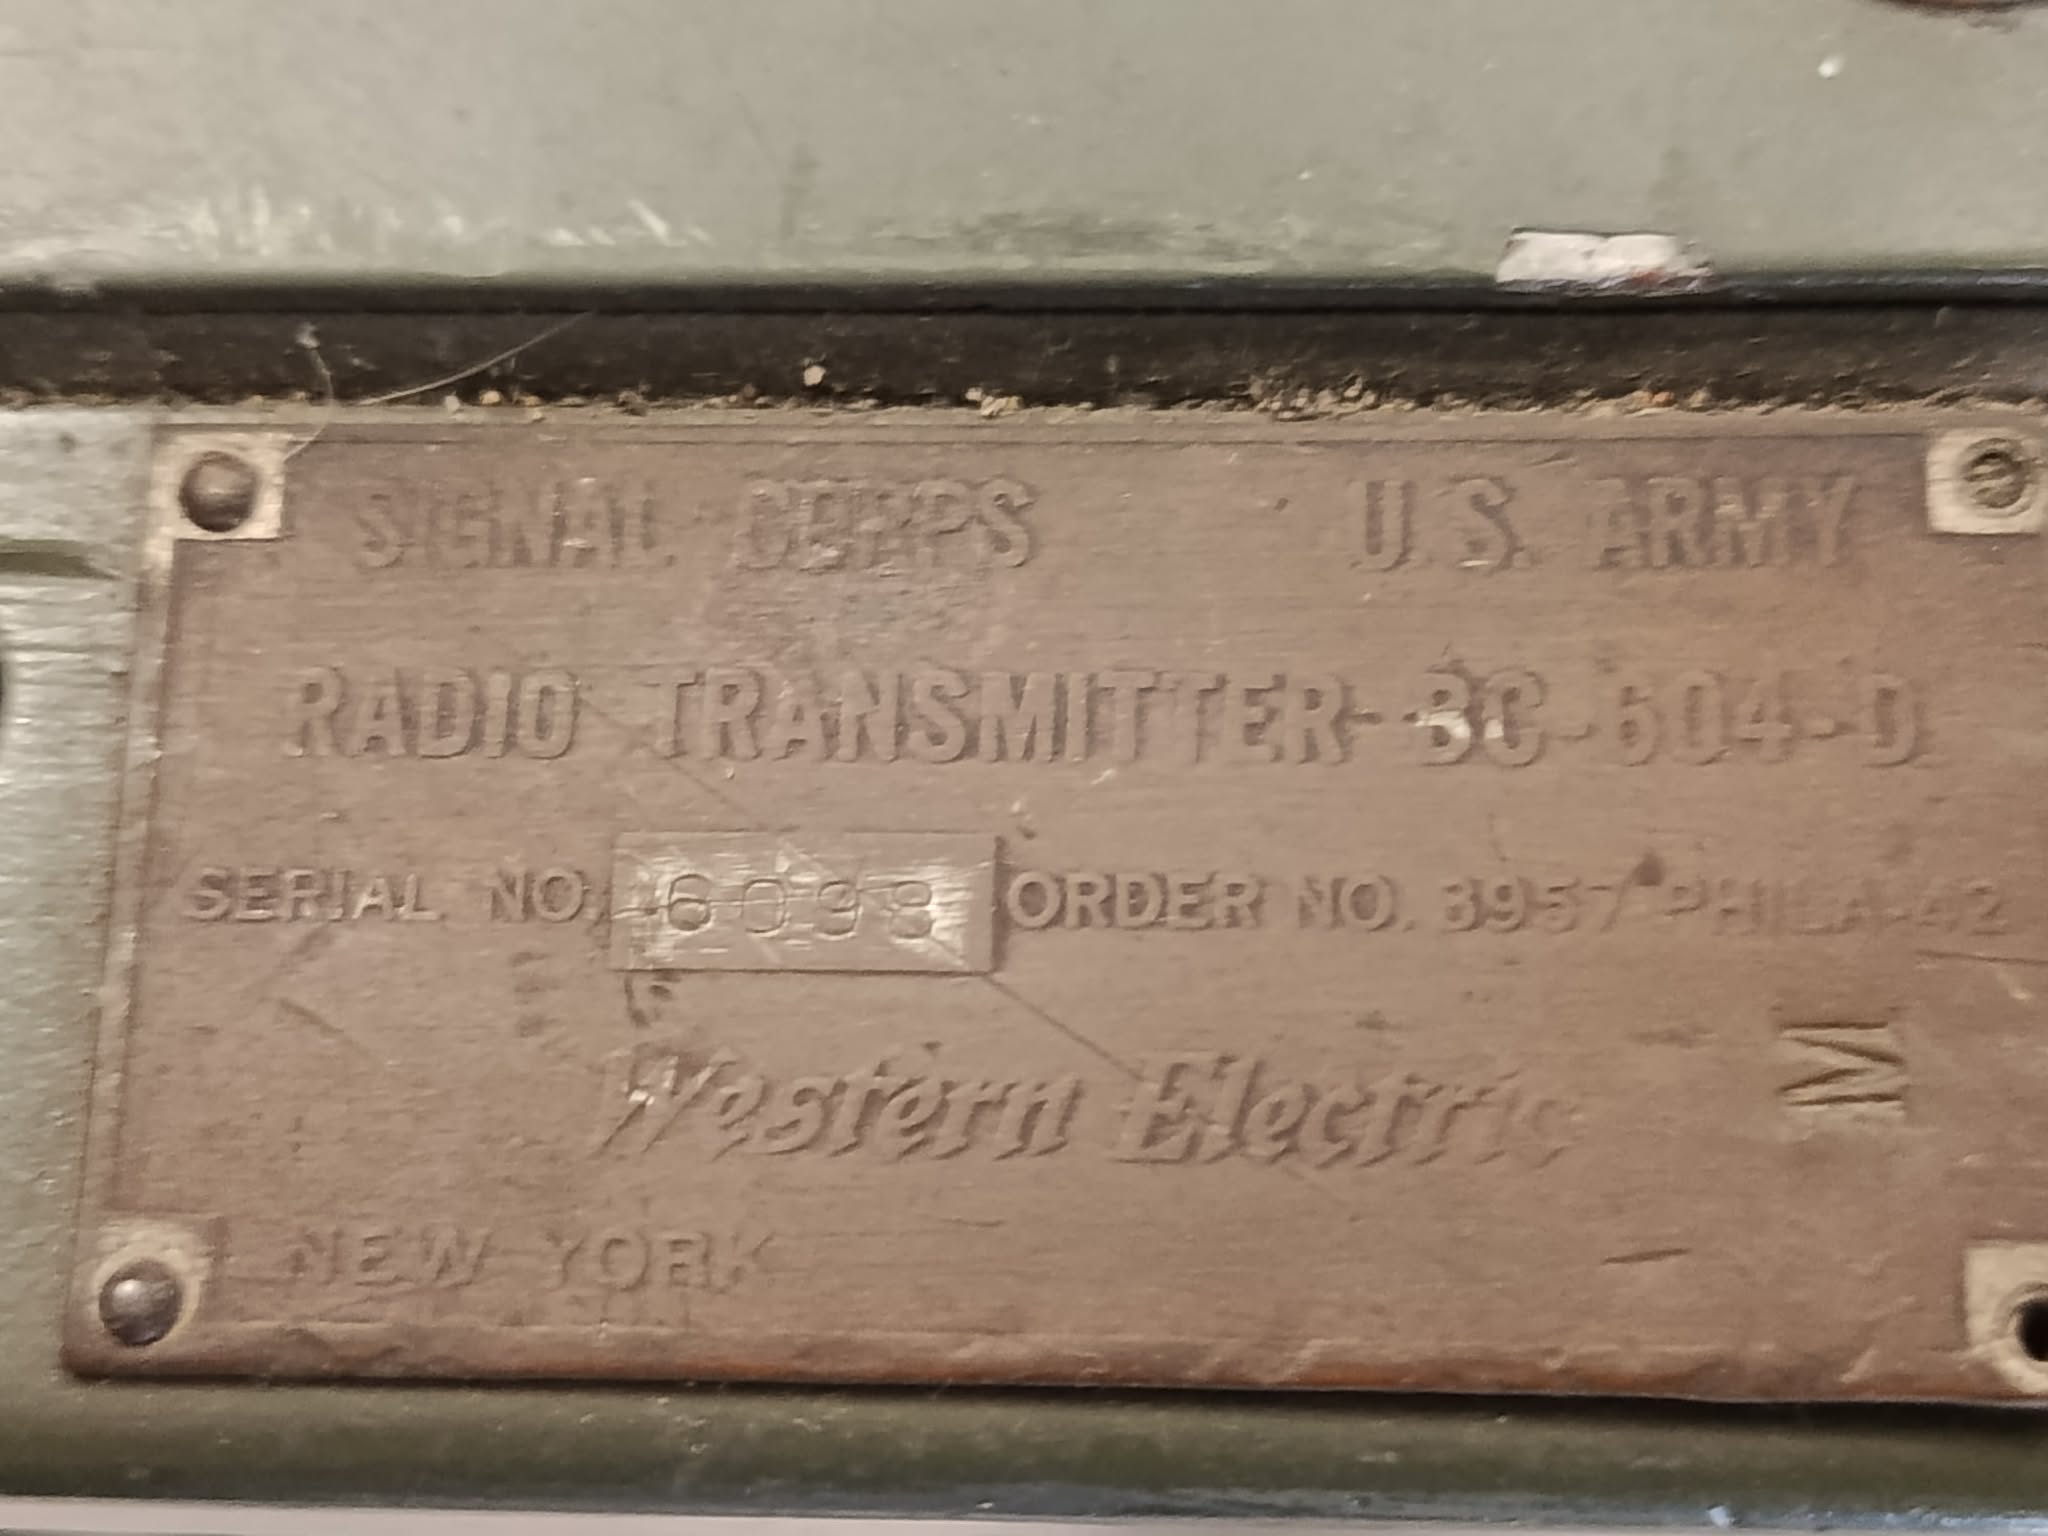 SIGNAL CORPS U.S. ARMY
RADIO TRANSMITTER-BC-604-D
SERIAL NO. 6098 ORDER NO. 3957-PHILA-42
Western Electric
M
NEW YORK